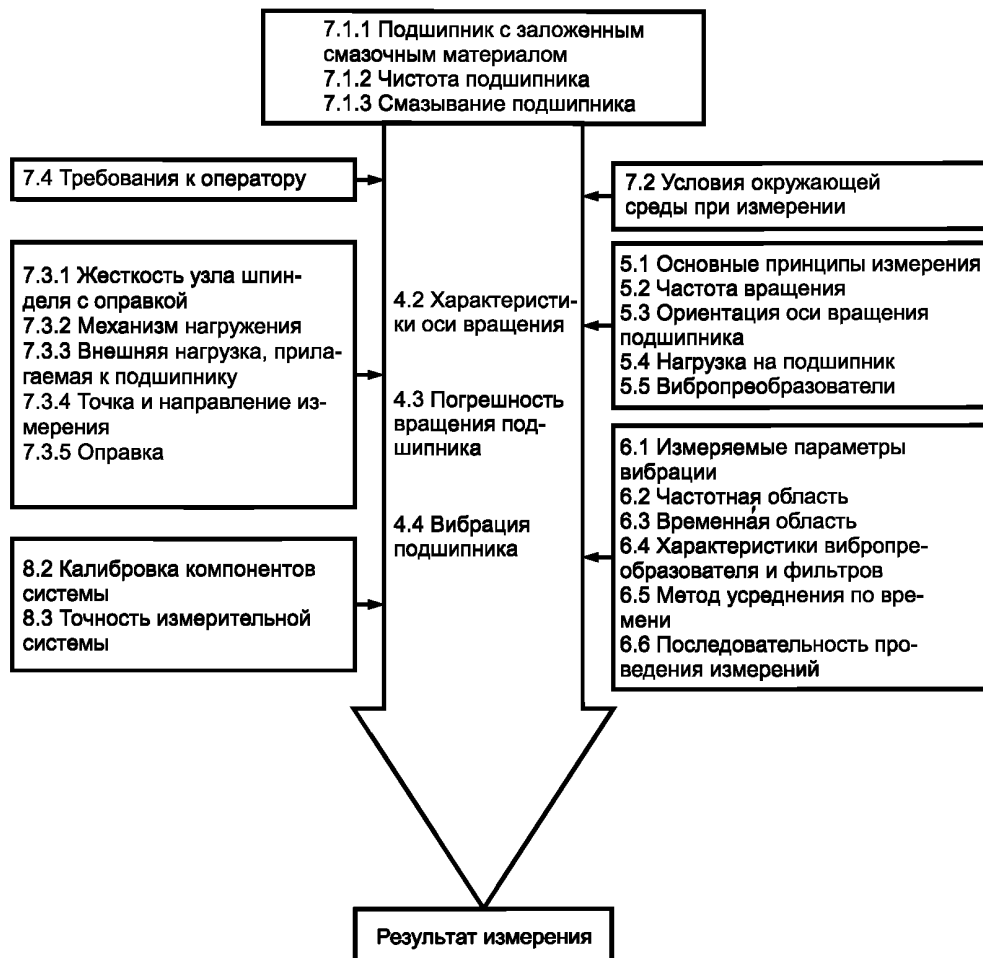 7.1.1 Подшипник с заложенным
смазочным материалом
7.1.2 Чистота подшипника
7.1.3 Смазывание подшипника
7.4 Требования к оператору
7.2 Условия окружающей
среды при измерении
7.3.1 Жесткость узла шпин-
деля с оправкой
7.3.2 Механизм нагружения
7.3.3 Внешняя нагрузка, прила-
гаемая к подшипнику
7.3.4 Точка и направление из-
мерения
7.3.5 Оправка
4.2 Характеристи-
ки оси вращения
4.3 Погрешность
вращения под-
шипника
4.4 Вибрация
подшипника
5.1 Основные принципы измерения
5.2 Частота вращения
5.3 Ориентация оси вращения
подшипника
5.4 Нагрузка на подшипник
5.5 Вибропреобразователи
6.1 Измеряемые параметры
вибрации
6.2 Частотная область
6.3 Временна́я область
6.4 Характеристики вибропре-
образователя и фильтров
6.5 Метод усреднения по вре-
мени
6.6 Последовательность про-
ведения измерений
8.2 Калибровка компонентов
системы
8.3 Точность измерительной
системы
Результат измерения